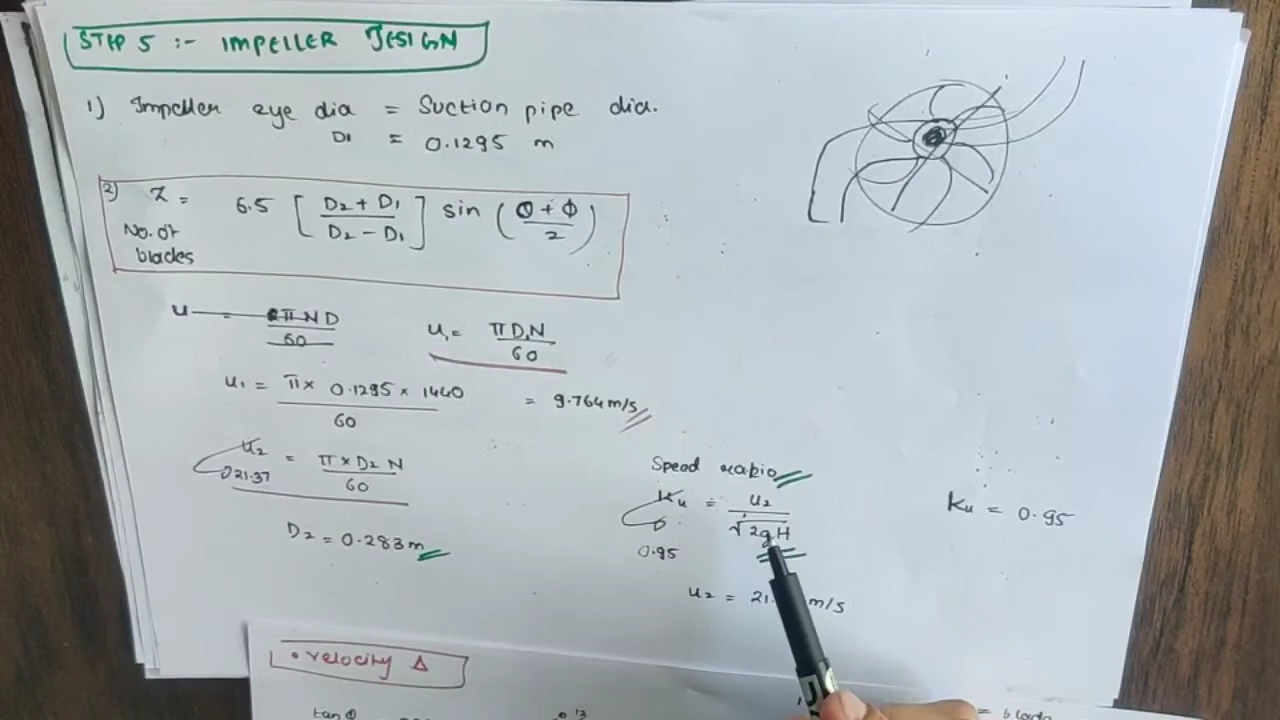 STEP 5 :- IMPELLER DESIGN
1) Impeller eye dia = Suction pipe dia.
D1 = 0.1295 m
2) Z = 6.5 [ D2 + D1 / D2 - D1 ] sin ( θ + φ / 2 )
No. of
blades
u = 2πND / 60
u1 = πD1N / 60
u1 = π × 0.1295 × 1440 / 60 = 9.764 m/s
u2 = π × D2 N / 60
21.37
D2 = 0.283 m
Speed ratio
Ku = u2 / √2gH
0.95
u2 = 21. m/s
Ku = 0.95
• Velocity Δ
tan φ